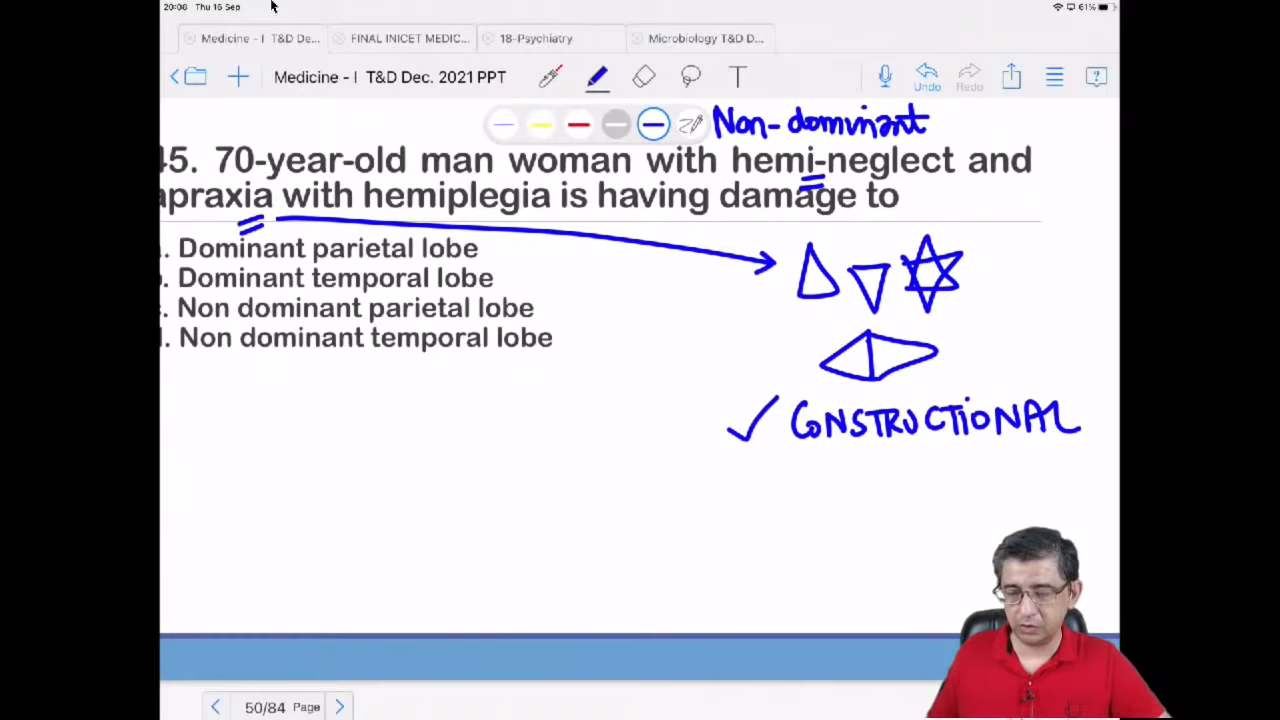 20:08 Thu 16 Sep
61%
Medicine - I T&D De...
FINAL INICET MEDIC...
18-Psychiatry
Microbiology T&D D...
Medicine - I T&D Dec. 2021 PPT
T
Undo
Redo
?
Non-dominant
45. 70-year-old man woman with hemi-neglect and
apraxia with hemiplegia is having damage to
. Dominant parietal lobe
. Dominant temporal lobe
. Non dominant parietal lobe
. Non dominant temporal lobe
CONSTRUCTIONAL
50/84 Page